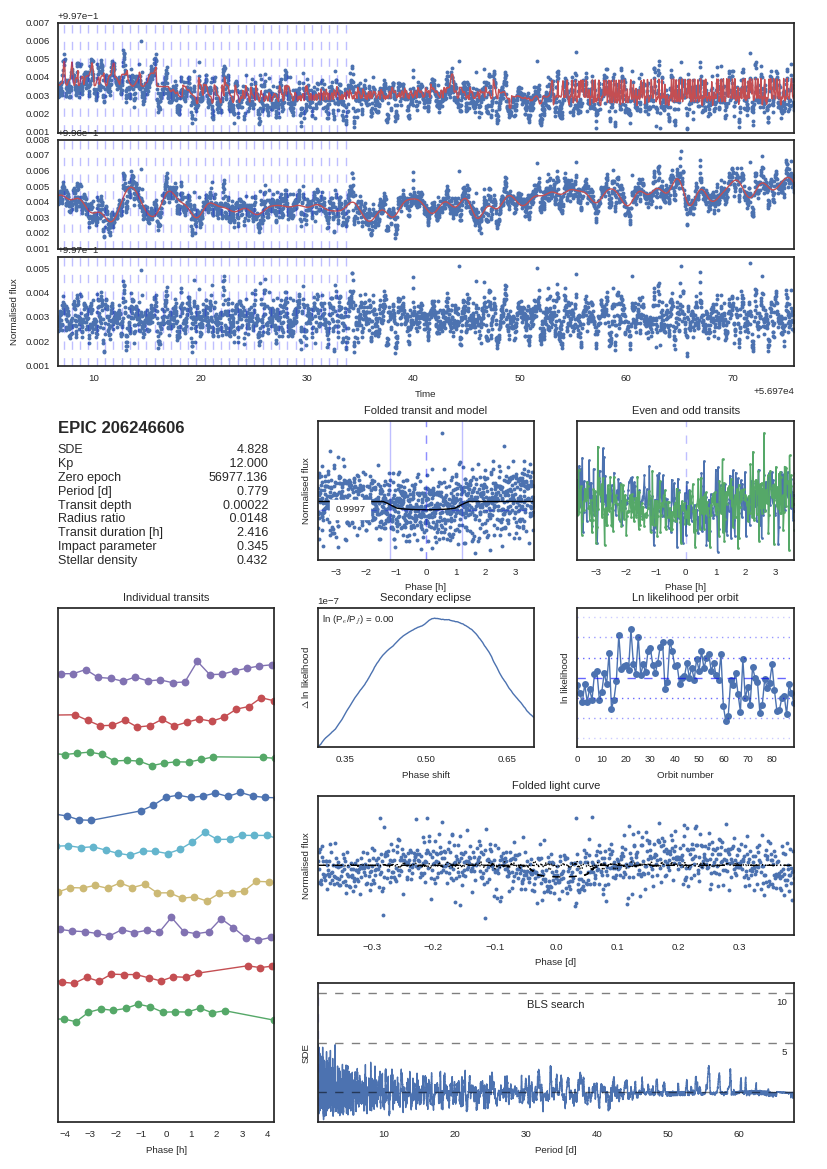 +9.97e−1
0.007
0.006
0.005
0.004
0.003
0.002
0.001
+9.96e−1
0.008
0.007
0.006
0.005
0.004
0.003
0.002
0.001
+9.97e−1
0.005
0.004
0.003
0.002
0.001
Normalised flux
10 20 30 40 50 60 70
Time
+5.697e4
EPIC 206246606
SDE 4.828
Kp 12.000
Zero epoch 56977.136
Period [d] 0.779
Transit depth 0.00022
Radius ratio 0.0148
Transit duration [h] 2.416
Impact parameter 0.345
Stellar density 0.432
Folded transit and model
Normalised flux
0.9997
−3 −2 −1 0 1 2 3
Phase [h]
Even and odd transits
−3 −2 −1 0 1 2 3
Phase [h]
Individual transits
−4 −3 −2 −1 0 1 2 3 4
Phase [h]
Secondary eclipse
1e−7
ln (Pₑ/P𝒻) = 0.00
Δ ln likelihood
0.35 0.50 0.65
Phase shift
Ln likelihood per orbit
ln likelihood
0 10 20 30 40 50 60 70 80
Orbit number
Folded light curve
Normalised flux
−0.3 −0.2 −0.1 0.0 0.1 0.2 0.3
Phase [d]
BLS search
10
5
SDE
10 20 30 40 50 60
Period [d]